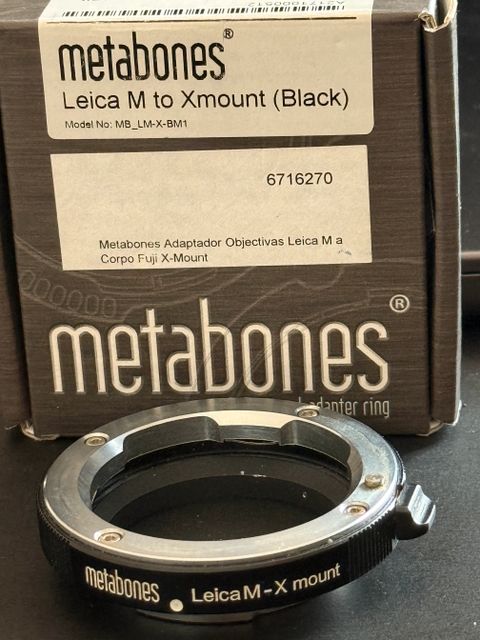 metabones®
Leica M to Xmount (Black)
Model No: MB_LM-X-BM1
6716270
Metabones Adaptador Objectivas Leica M a
Corpo Fuji X-Mount
metabones®
adapter ring
metabones
Leica M - X mount